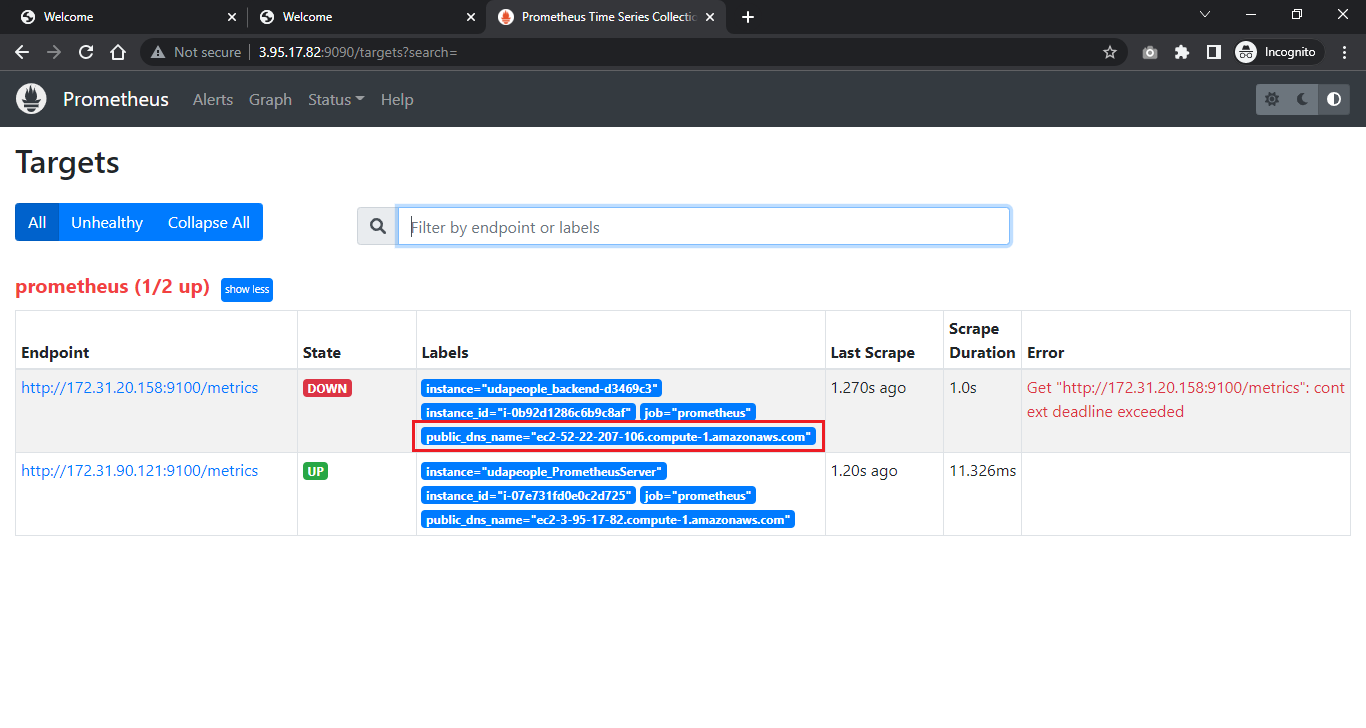 Welcome
Welcome
Prometheus Time Series Collectio
Not secure 3.95.17.82:9090/targets?search=
Incognito
Prometheus Alerts Graph Status Help
Targets
All Unhealthy Collapse All
Filter by endpoint or labels
prometheus (1/2 up) show less
Endpoint State Labels Last Scrape Scrape Duration Error
http://172.31.20.158:9100/metrics DOWN instance="udapeople_backend-d3469c3" 1.270s ago 1.0s Get "http://172.31.20.158:9100/metrics": cont
instance_id="i-0b92d1286c6b9c8af" job="prometheus" ext deadline exceeded
public_dns_name="ec2-52-22-207-106.compute-1.amazonaws.com"
http://172.31.90.121:9100/metrics UP instance="udapeople_PrometheusServer" 1.20s ago 11.326ms
instance_id="i-07e731fd0e0c2d725" job="prometheus"
public_dns_name="ec2-3-95-17-82.compute-1.amazonaws.com"